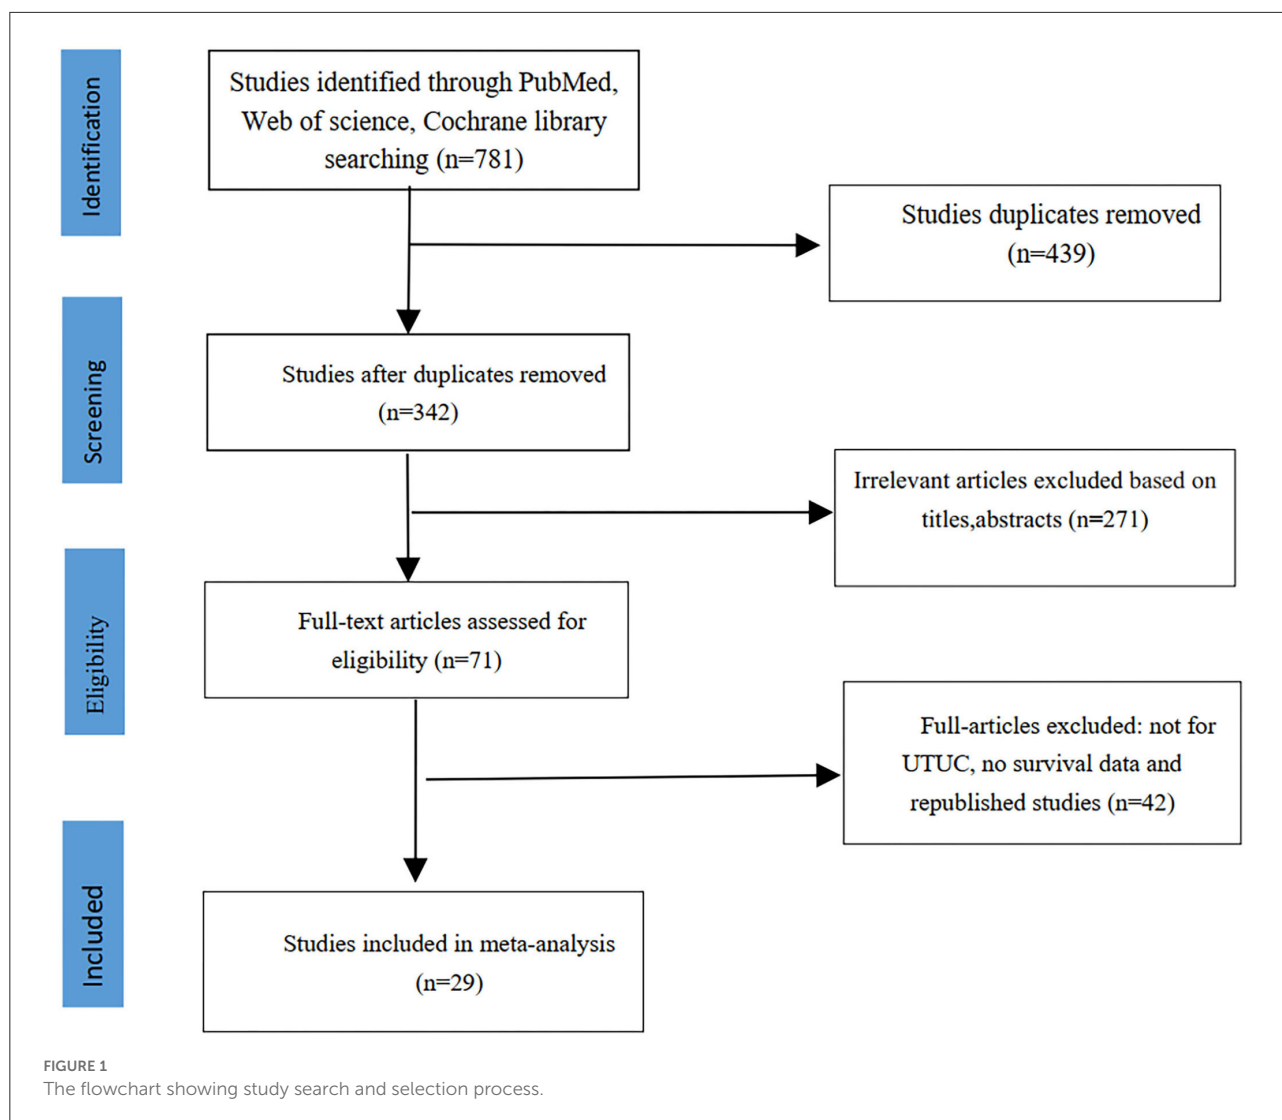 Identification
Studies identified through PubMed,
Web of science, Cochrane library
searching (n=781)
Studies duplicates removed
(n=439)
Screening
Studies after duplicates removed
(n=342)
Irrelevant articles excluded based on
titles,abstracts (n=271)
Eligibility
Full-text articles assessed for
eligibility (n=71)
Full-articles excluded: not for
UTUC, no survival data and
republished studies (n=42)
Included
Studies included in meta-analysis
(n=29)
FIGURE 1
The flowchart showing study search and selection process.